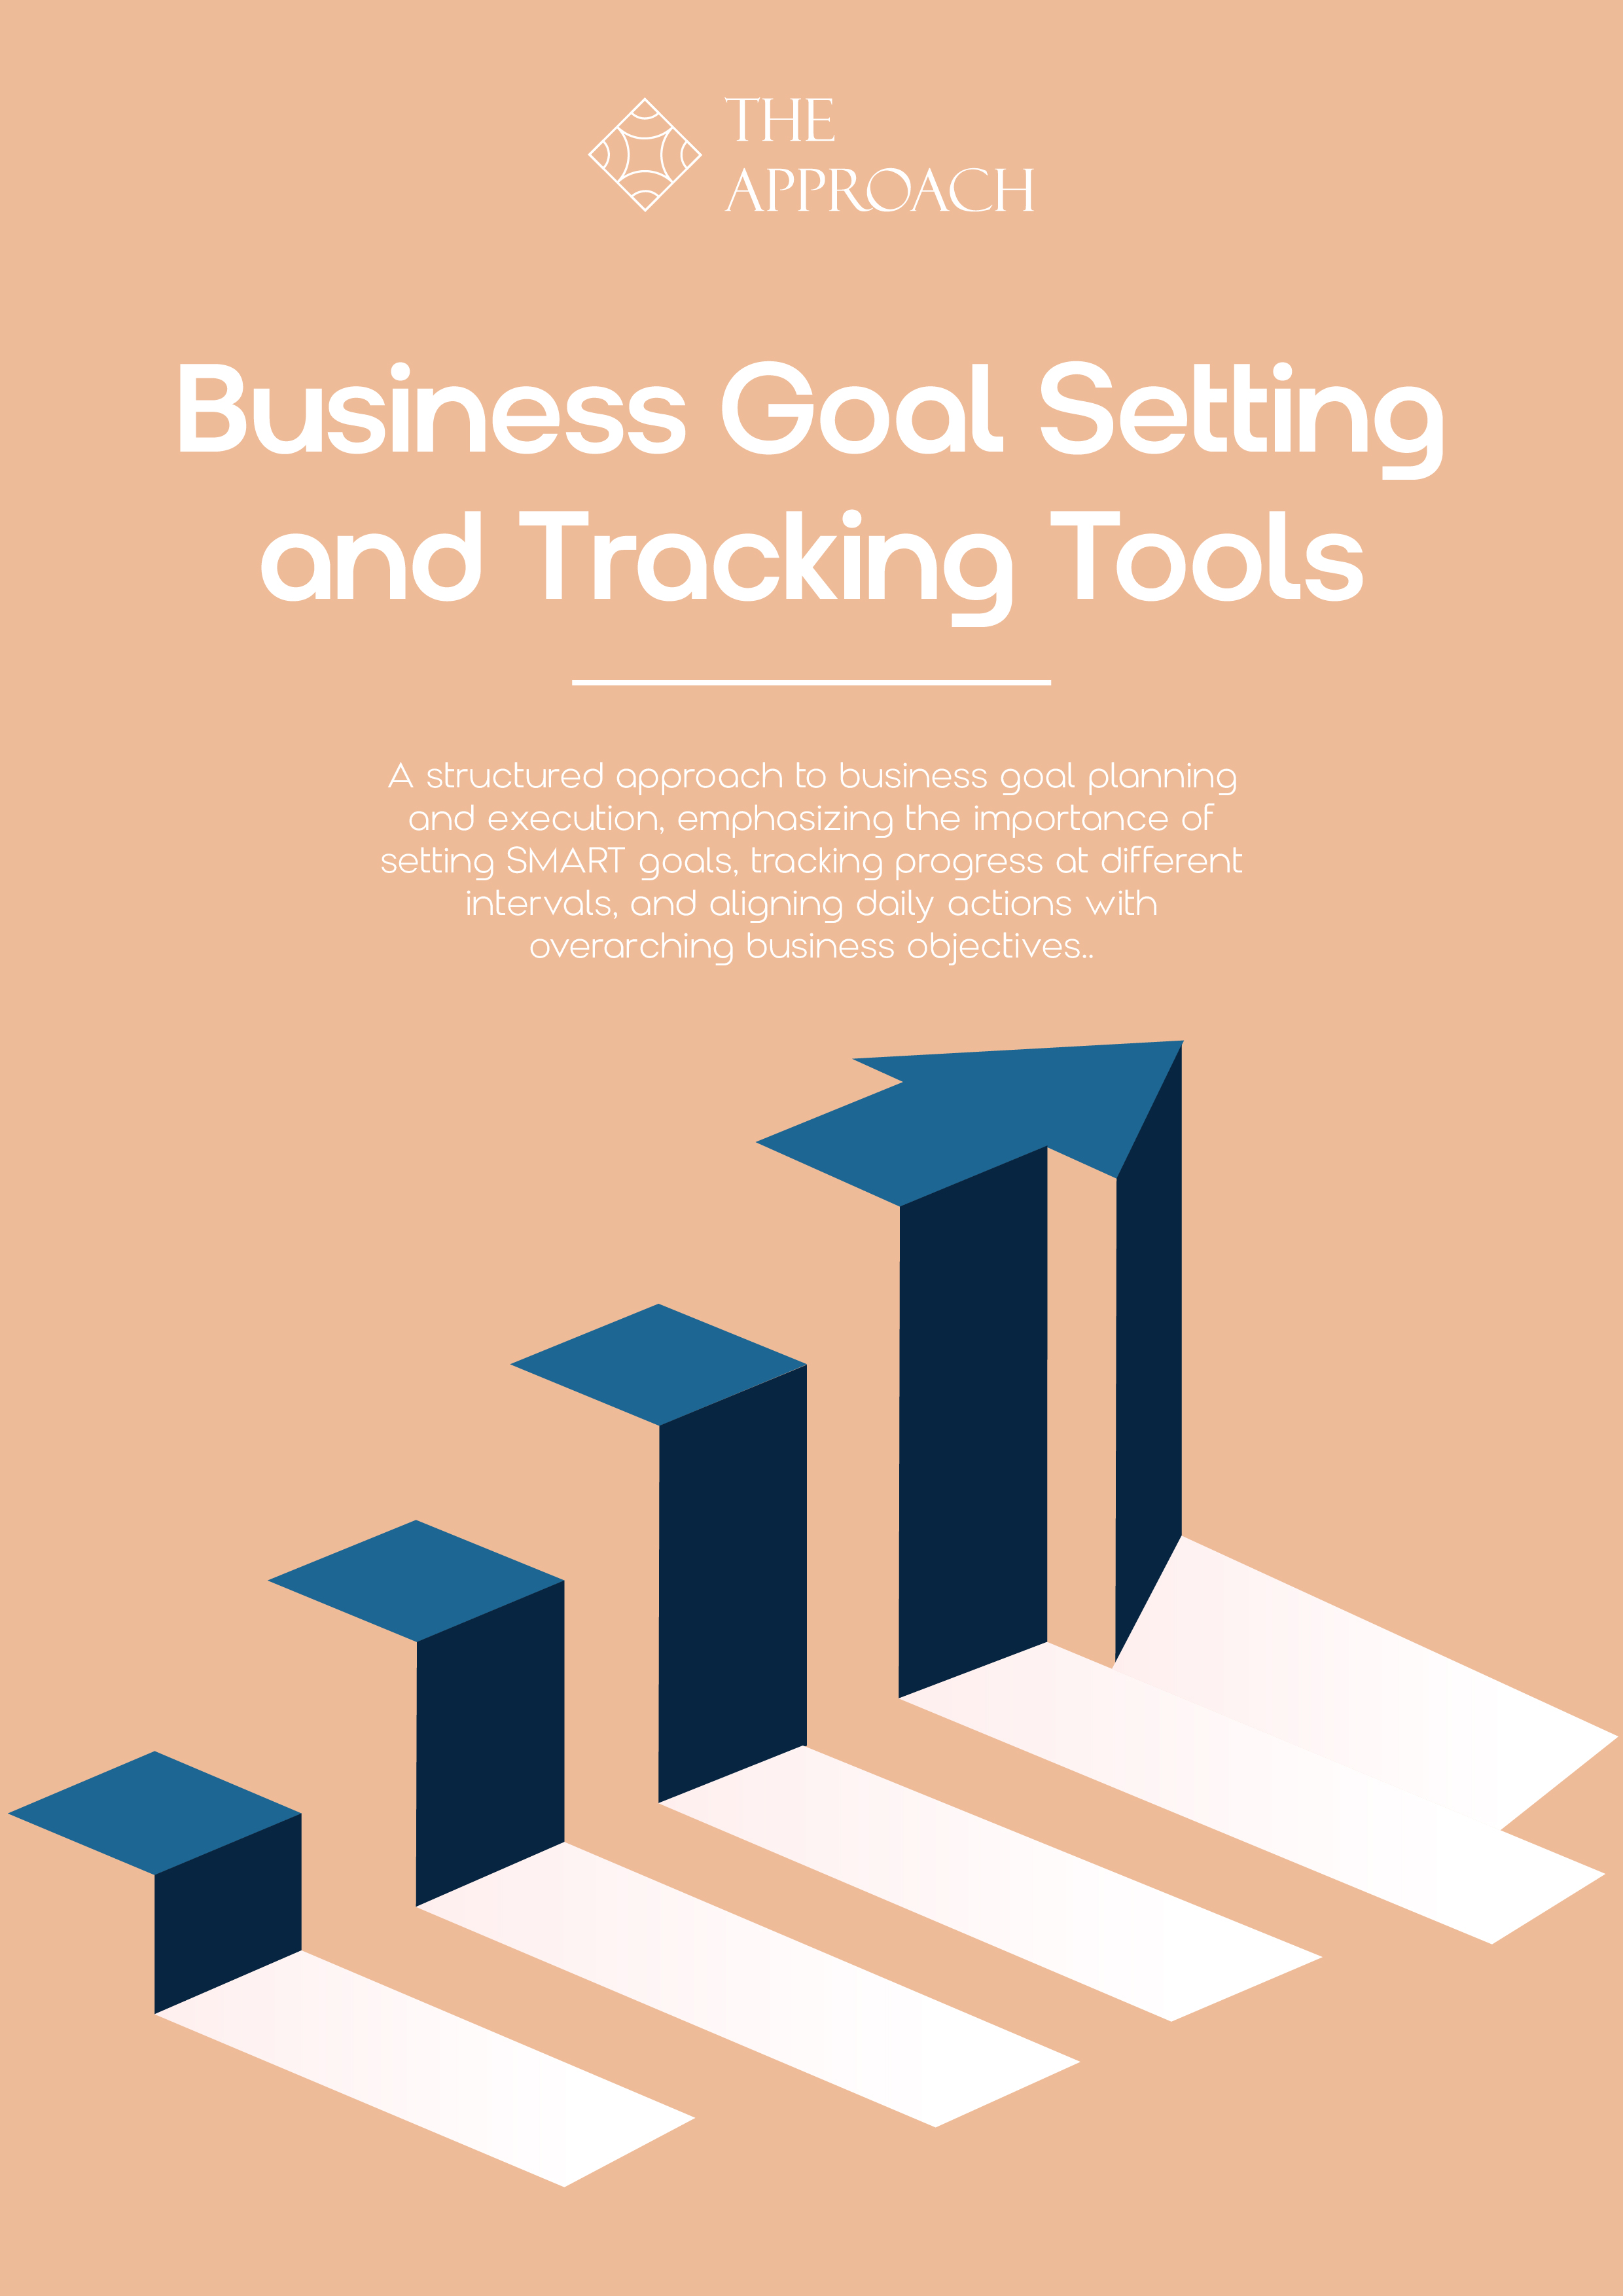 THE
APPROACH
Business Goal Setting
and Tracking Tools
A structured approach to business goal planning
and execution, emphasizing the importance of
setting SMART goals, tracking progress at different
intervals, and aligning daily actions with
overarching business objectives..